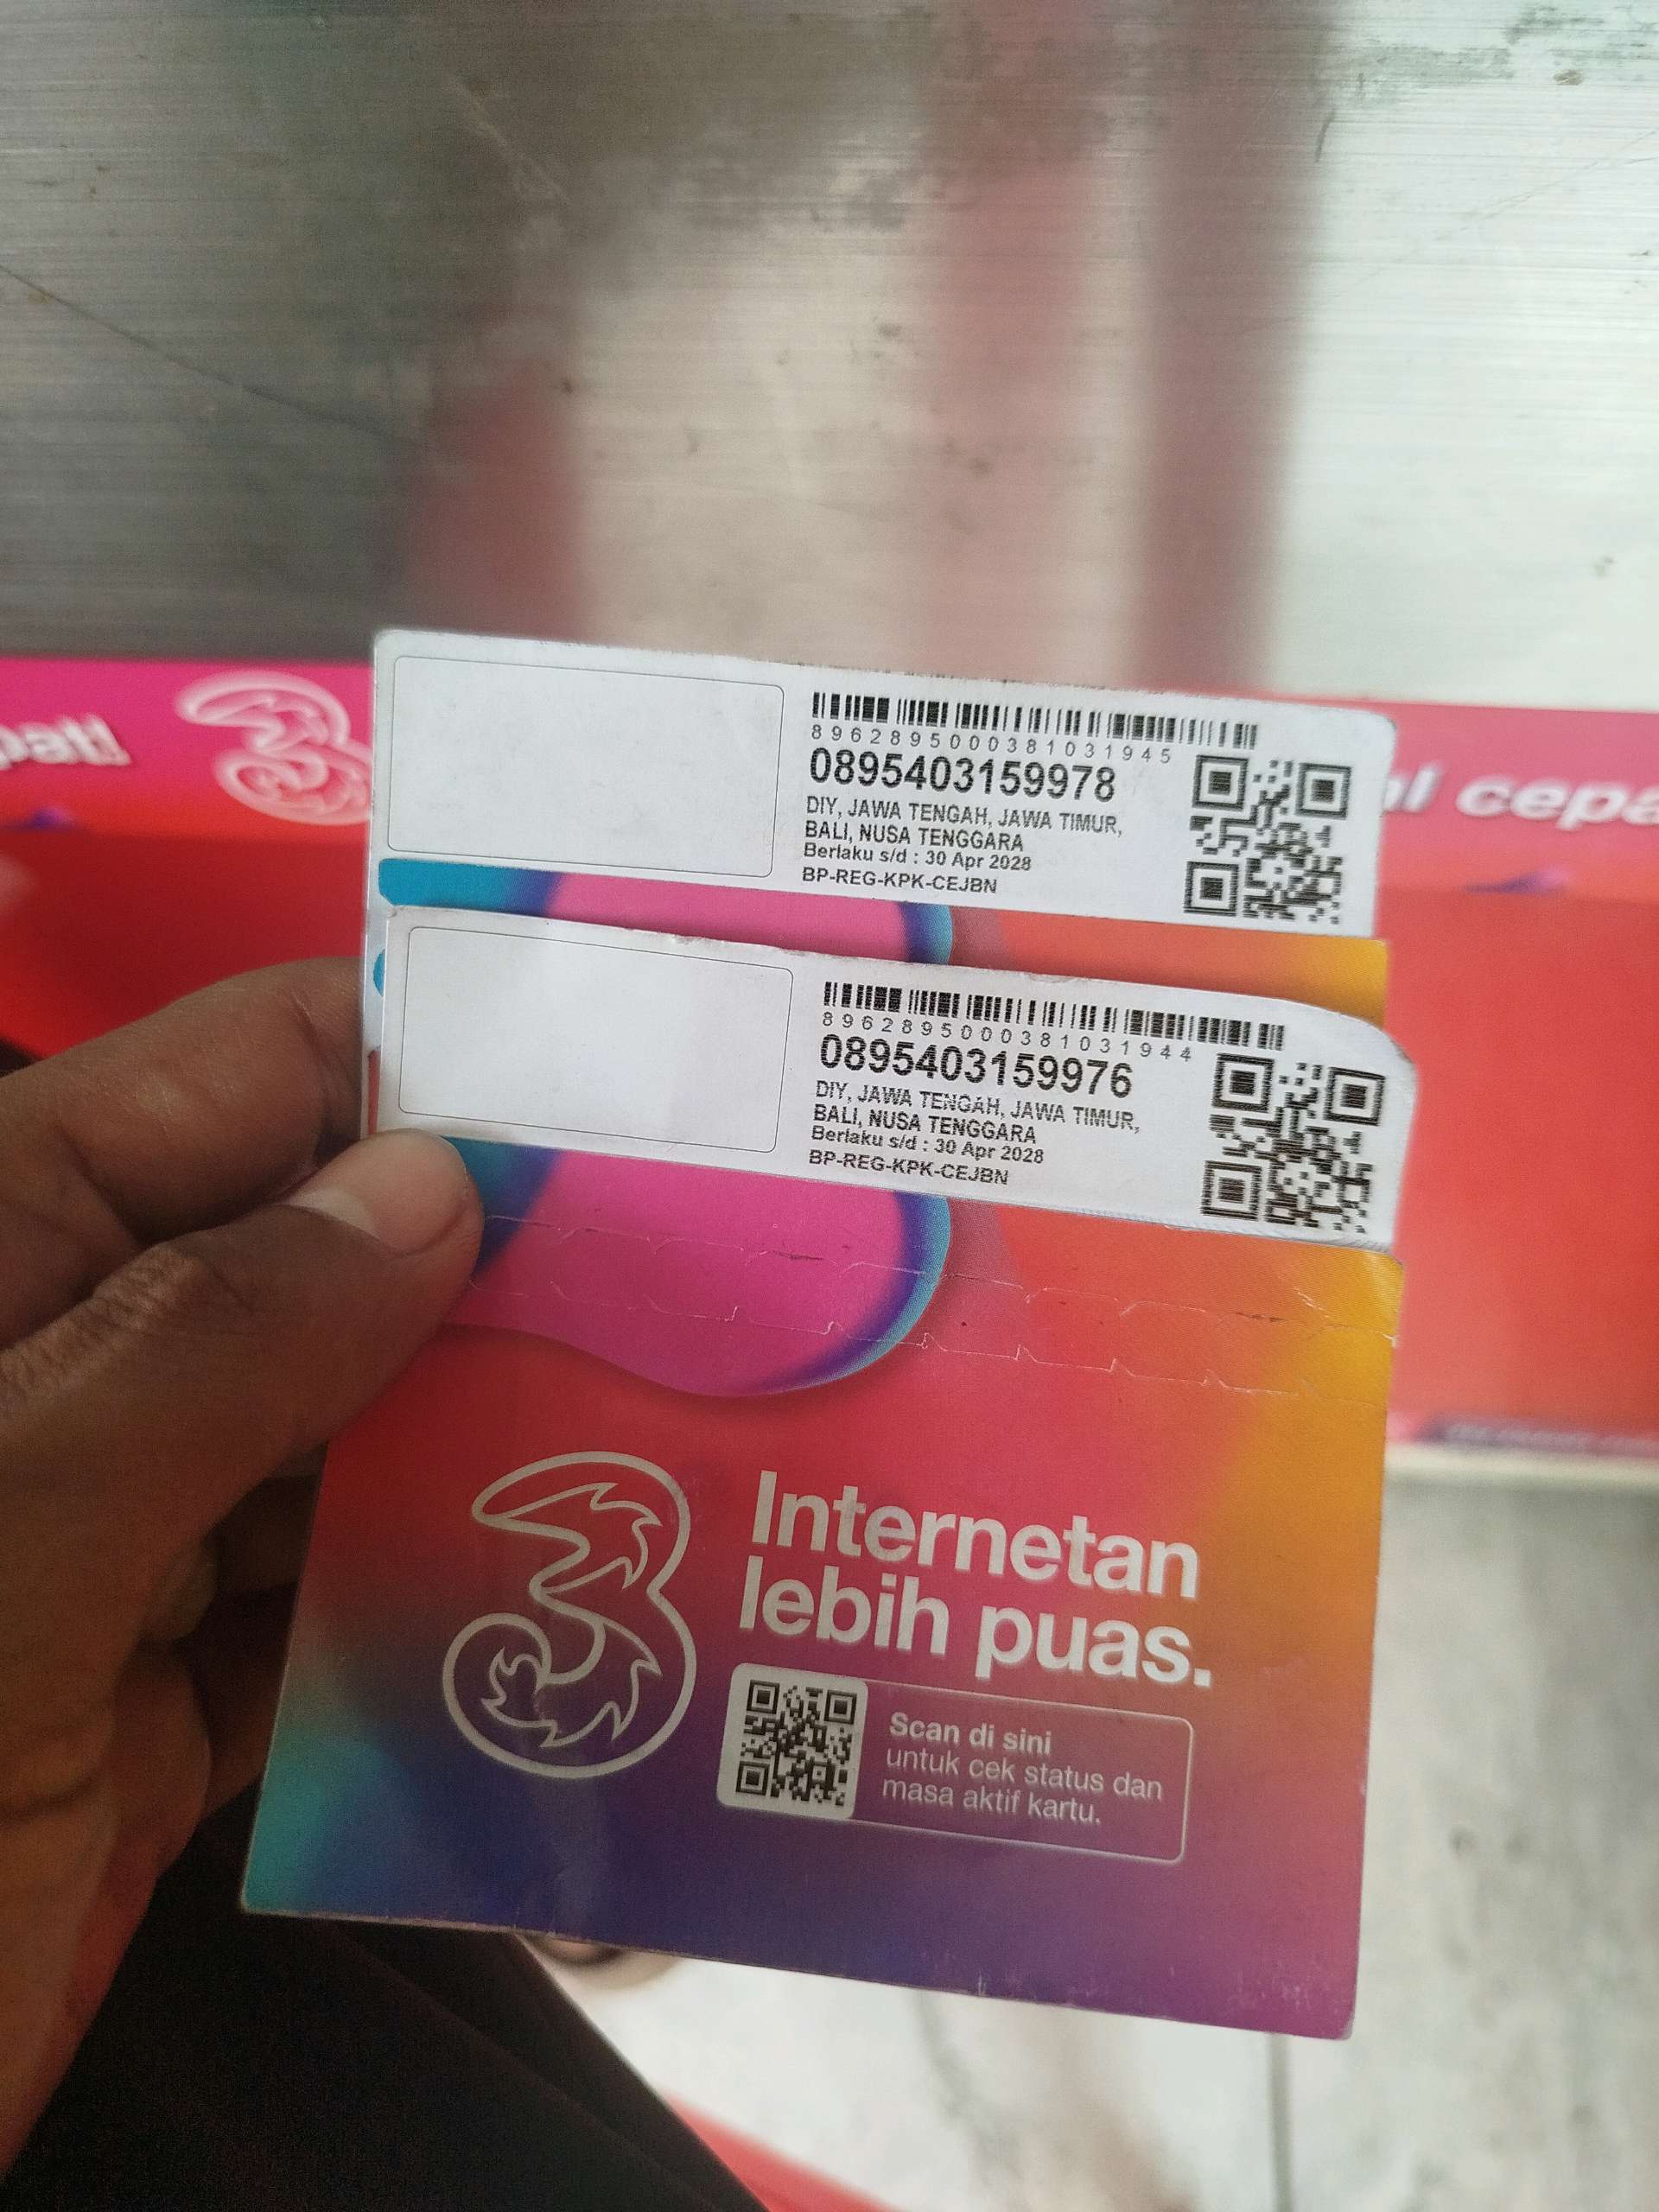 8962895000381031945
0895403159978
DIY, JAWA TENGAH, JAWA TIMUR,
BALI, NUSA TENGGARA
Berlaku s/d : 30 Apr 2028
BP-REG-KPK-CEJBN
cepa
8962895000381031944
0895403159976
DIY, JAWA TENGAH, JAWA TIMUR,
BALI, NUSA TENGGARA
Berlaku s/d : 30 Apr 2028
BP-REG-KPK-CEJBN
3
Internetan
lebih puas.
Scan di sini
untuk cek status dan
masa aktif kartu.